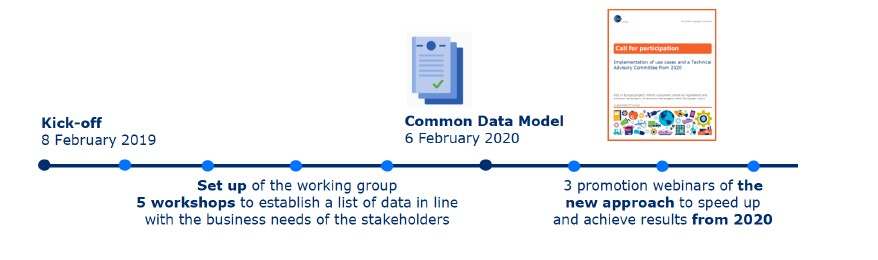 Call for participation
Implementation of use cases and a Technical
Advisory Committee from 2020
Kick-off
8 February 2019
Common Data Model
6 February 2020
Set up of the working group
5 workshops to establish a list of data in line
with the business needs of the stakeholders
3 promotion webinars of the
new approach to speed up
and achieve results from 2020